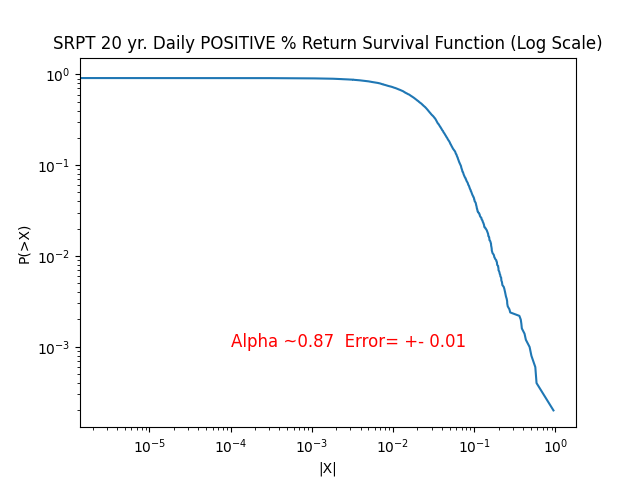 SRPT 20 yr. Daily POSITIVE % Return Survival Function (Log Scale)
10⁰
10⁻¹
10⁻²
10⁻³
P(>X)
Alpha ~0.87  Error= +- 0.01
10⁻⁵ 10⁻⁴ 10⁻³ 10⁻² 10⁻¹ 10⁰
|X|